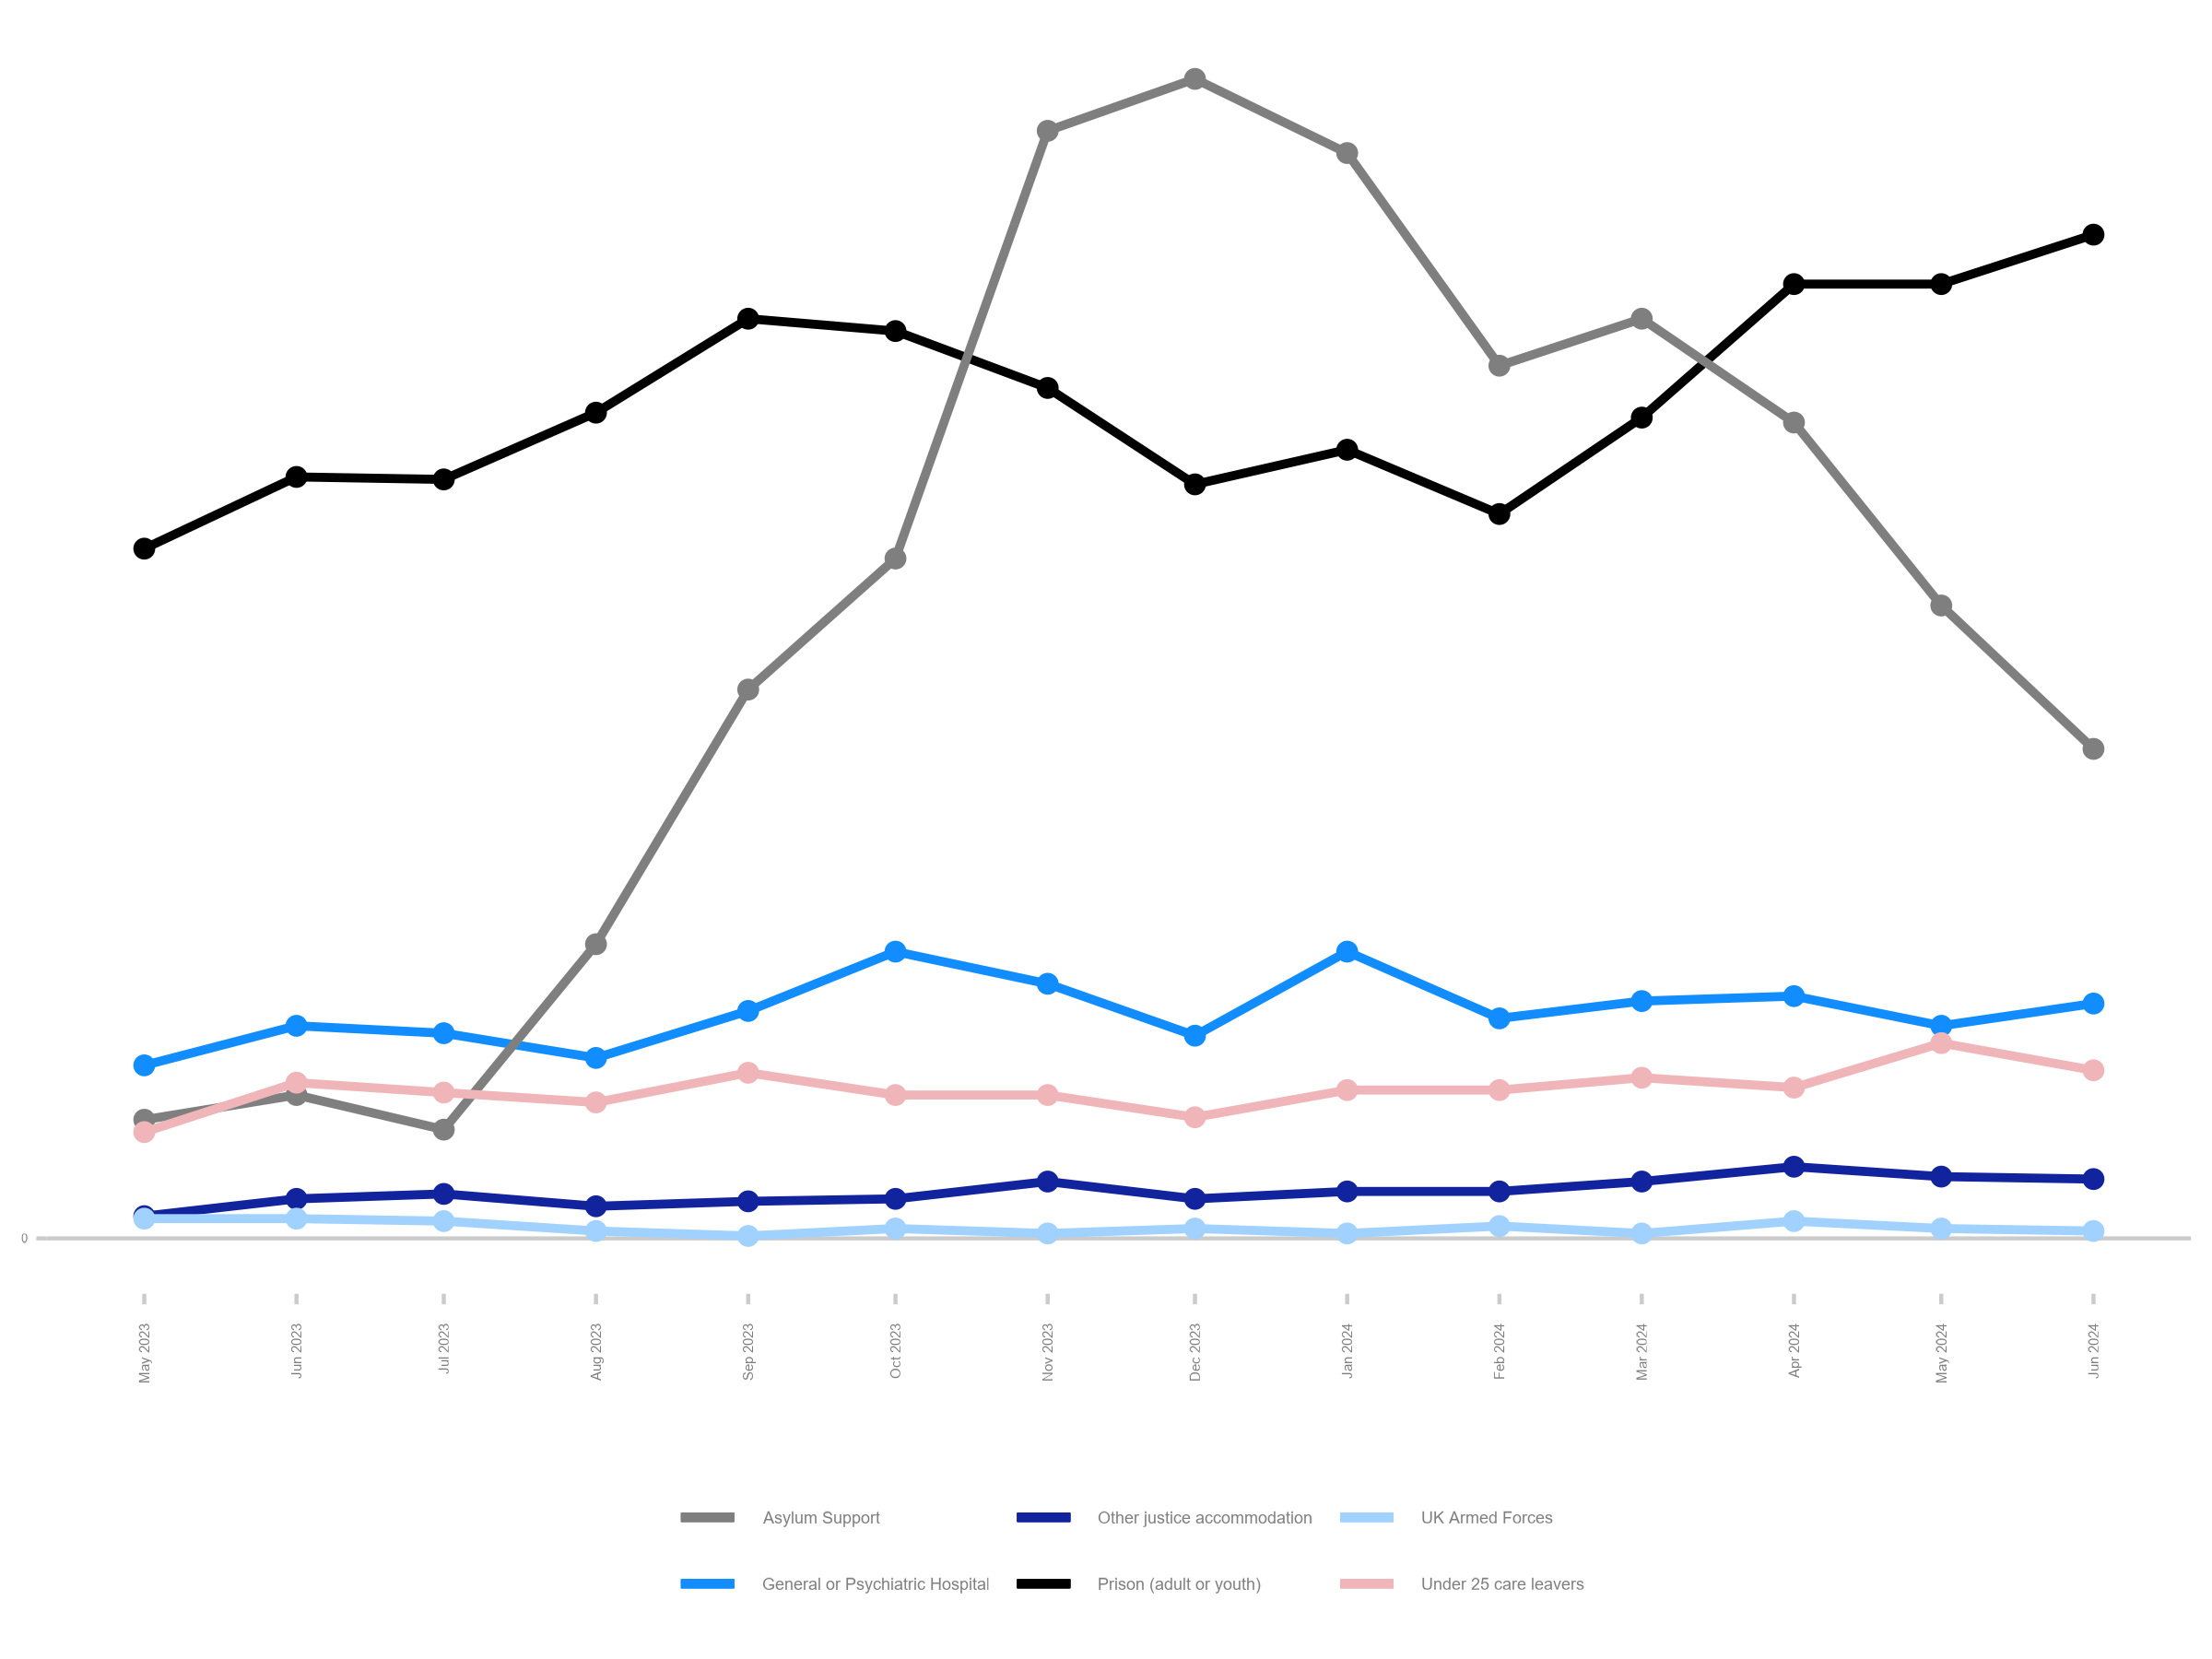 0
May 2023
Jun 2023
Jul 2023
Aug 2023
Sep 2023
Oct 2023
Nov 2023
Dec 2023
Jan 2024
Feb 2024
Mar 2024
Apr 2024
May 2024
Jun 2024
Asylum Support
Other justice accommodation
UK Armed Forces
General or Psychiatric Hospital
Prison (adult or youth)
Under 25 care leavers